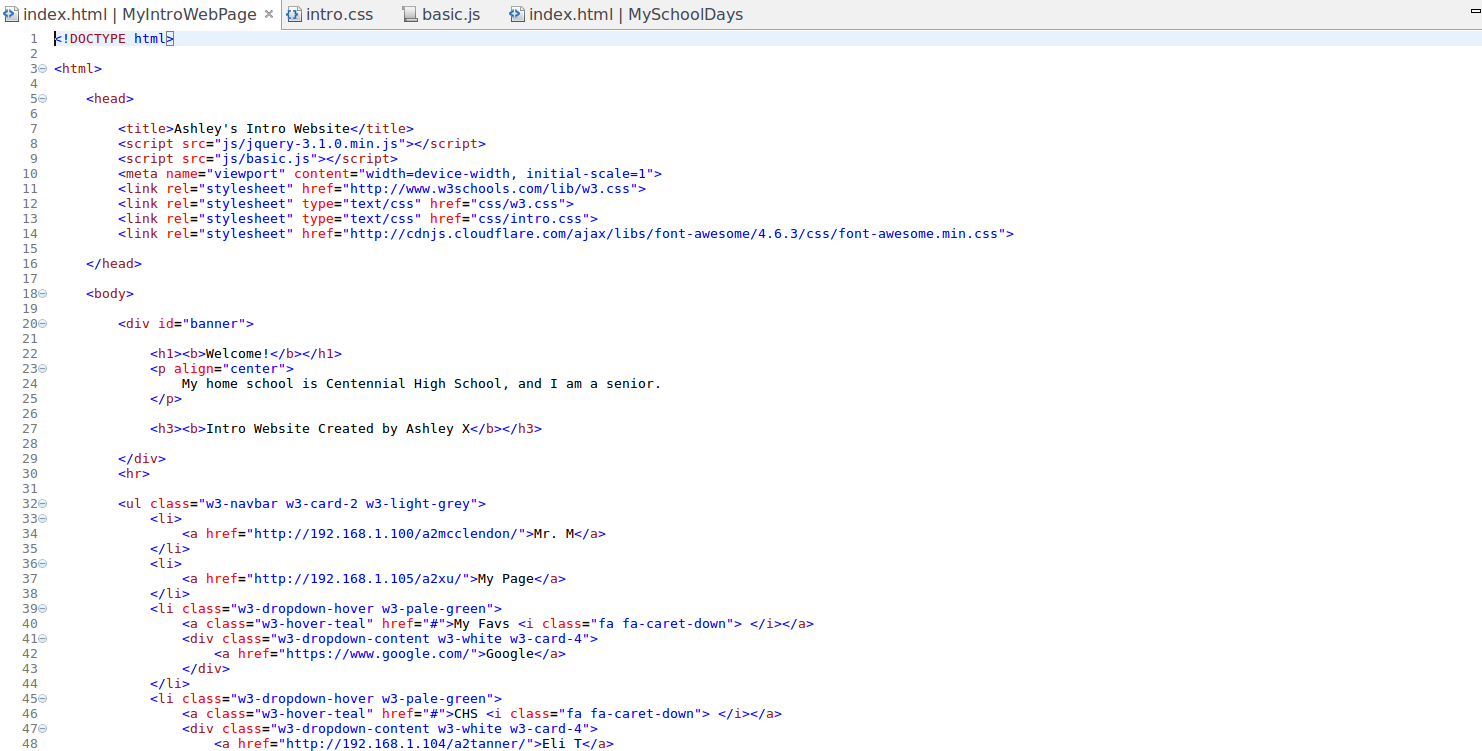 index.html | MyIntroWebPage intro.css basic.js index.html | MySchoolDays
1 <!DOCTYPE html>
2
3 <html>
4
5 <head>
6
7 <title>Ashley's Intro Website</title>
8 <script src="js/jquery-3.1.0.min.js"></script>
9 <script src="js/basic.js"></script>
10 <meta name="viewport" content="width=device-width, initial-scale=1">
11 <link rel="stylesheet" href="http://www.w3schools.com/lib/w3.css">
12 <link rel="stylesheet" type="text/css" href="css/w3.css">
13 <link rel="stylesheet" type="text/css" href="css/intro.css">
14 <link rel="stylesheet" href="http://cdnjs.cloudflare.com/ajax/libs/font-awesome/4.6.3/css/font-awesome.min.css">
15
16 </head>
17
18 <body>
19
20 <div id="banner">
21
22 <h1><b>Welcome!</b></h1>
23 <p align="center">
24 My home school is Centennial High School, and I am a senior.
25 </p>
26
27 <h3><b>Intro Website Created by Ashley X</b></h3>
28
29 </div>
30 <hr>
31
32 <ul class="w3-navbar w3-card-2 w3-light-grey">
33 <li>
34 <a href="http://192.168.1.100/a2mcclendon/">Mr. M</a>
35 </li>
36 <li>
37 <a href="http://192.168.1.105/a2xu/">My Page</a>
38 </li>
39 <li class="w3-dropdown-hover w3-pale-green">
40 <a class="w3-hover-teal" href="#">My Favs <i class="fa fa-caret-down"> </i></a>
41 <div class="w3-dropdown-content w3-white w3-card-4">
42 <a href="https://www.google.com/">Google</a>
43 </div>
44 </li>
45 <li class="w3-dropdown-hover w3-pale-green">
46 <a class="w3-hover-teal" href="#">CHS <i class="fa fa-caret-down"> </i></a>
47 <div class="w3-dropdown-content w3-white w3-card-4">
48 <a href="http://192.168.1.104/a2tanner/">Eli T</a>